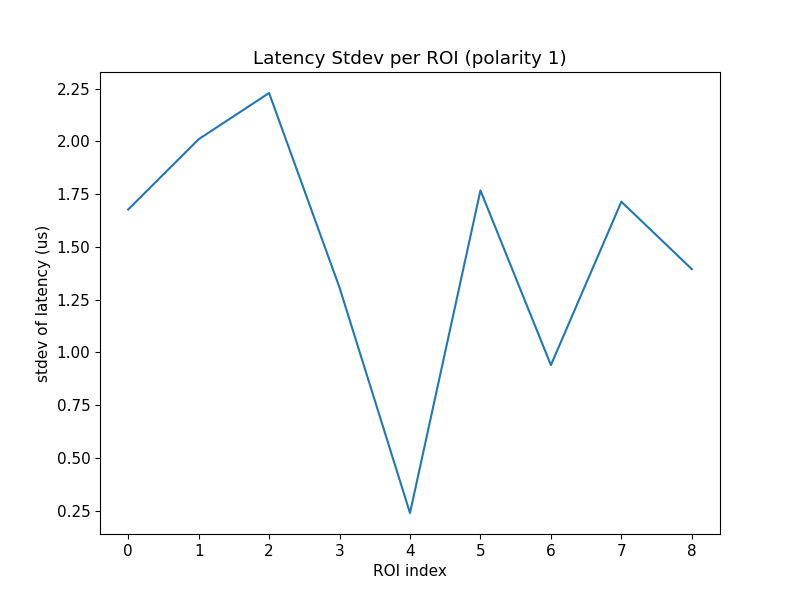 Latency Stdev per ROI (polarity 1)
2.25
2.00
1.75
1.50
1.25
1.00
0.75
0.50
0.25
stdev of latency (us)
0 1 2 3 4 5 6 7 8
ROI index